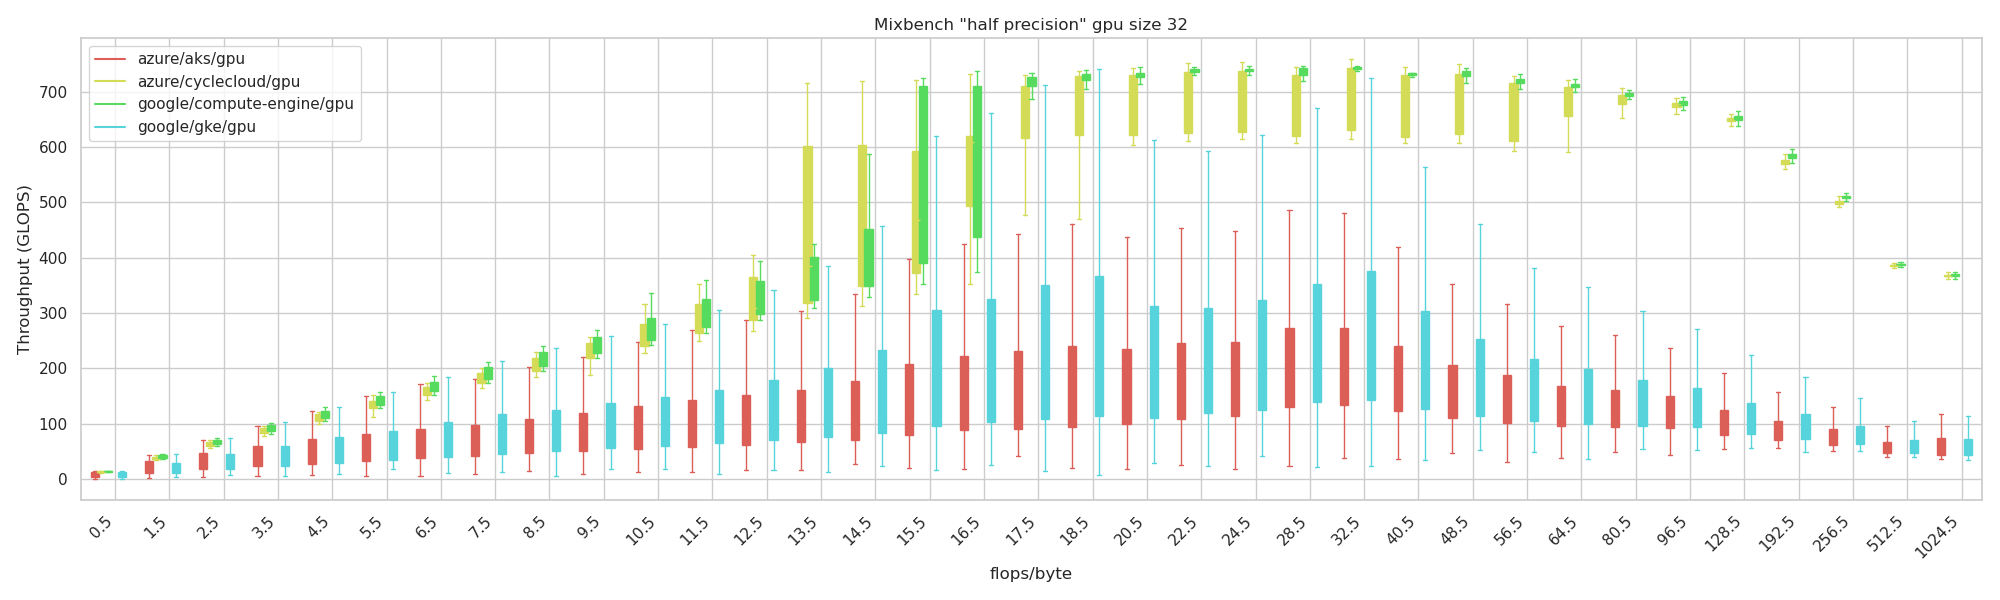 Mixbench "half precision" gpu size 32
azure/aks/gpu
azure/cyclecloud/gpu
google/compute-engine/gpu
google/gke/gpu
Throughput (GLOPS)
700
600
500
400
300
200
100
0
0.5 1.5 2.5 3.5 4.5 5.5 6.5 7.5 8.5 9.5 10.5 11.5 12.5 13.5 14.5 15.5 16.5 17.5 18.5 20.5 22.5 24.5 28.5 32.5 40.5 48.5 56.5 64.5 80.5 96.5 128.5 192.5 256.5 512.5 1024.5
flops/byte